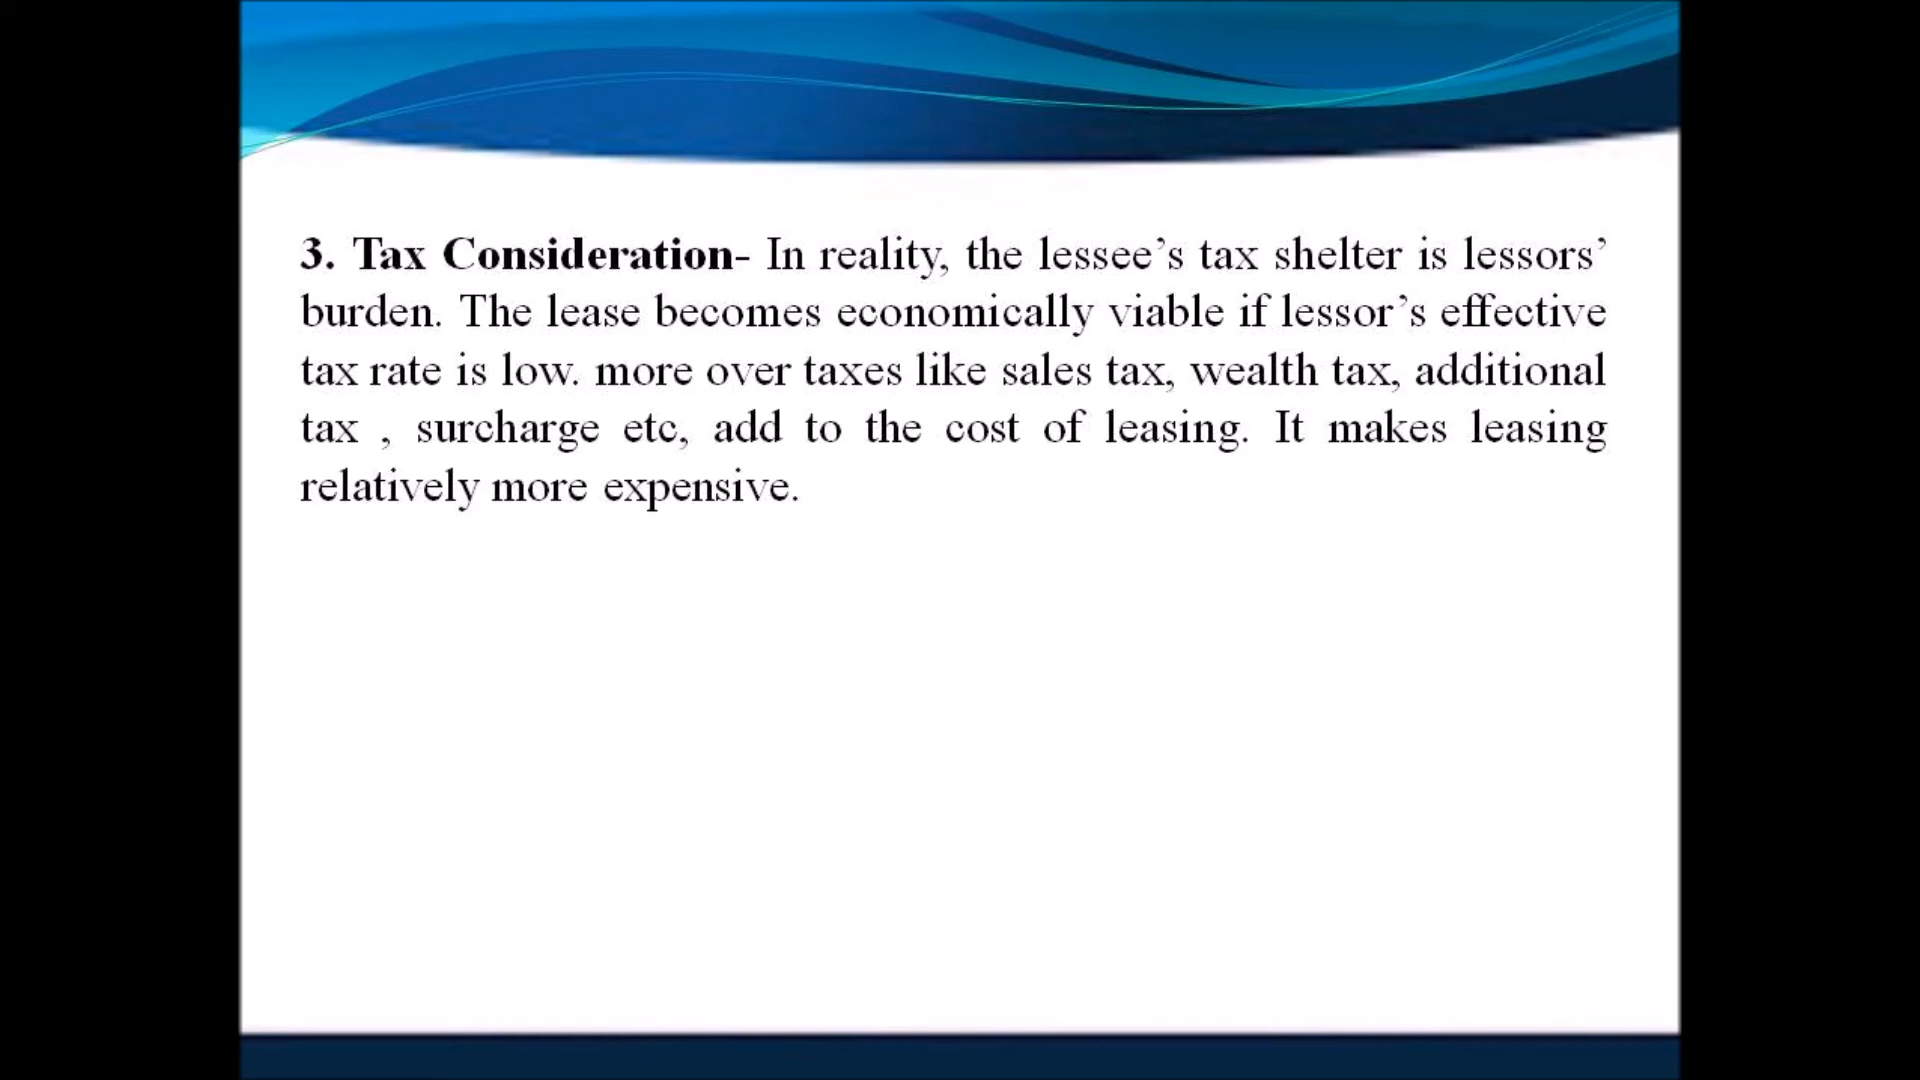 3. Tax Consideration- In reality, the lessee’s tax shelter is lessors’
burden. The lease becomes economically viable if lessor’s effective
tax rate is low. more over taxes like sales tax, wealth tax, additional
tax , surcharge etc, add to the cost of leasing. It makes leasing
relatively more expensive.